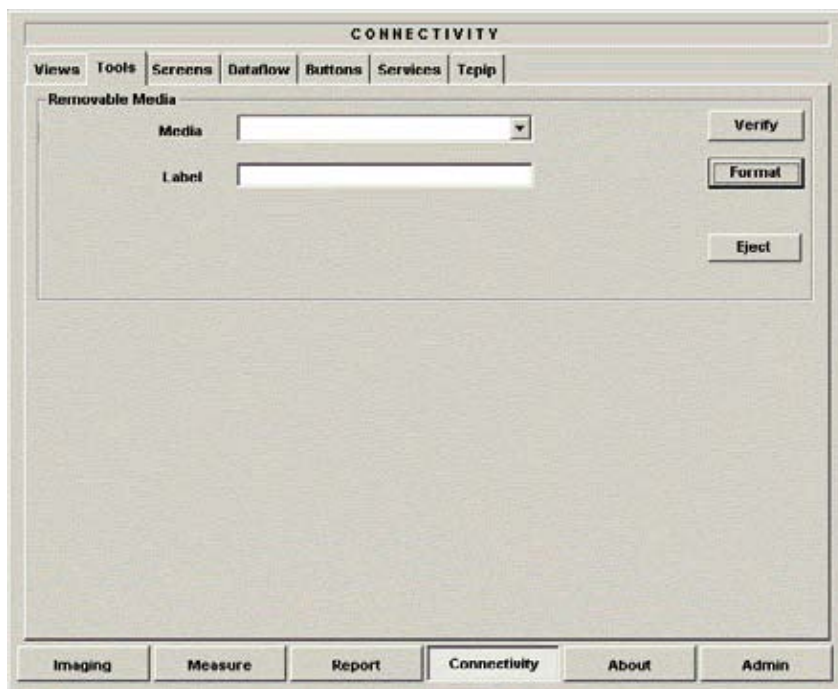 CONNECTIVITY
Views Tools Screens Dataflow Buttons Services Tcpip
Removable Media
Media
Verify
Label
Format
Eject
Imaging Measure Report Connectivity About Admin